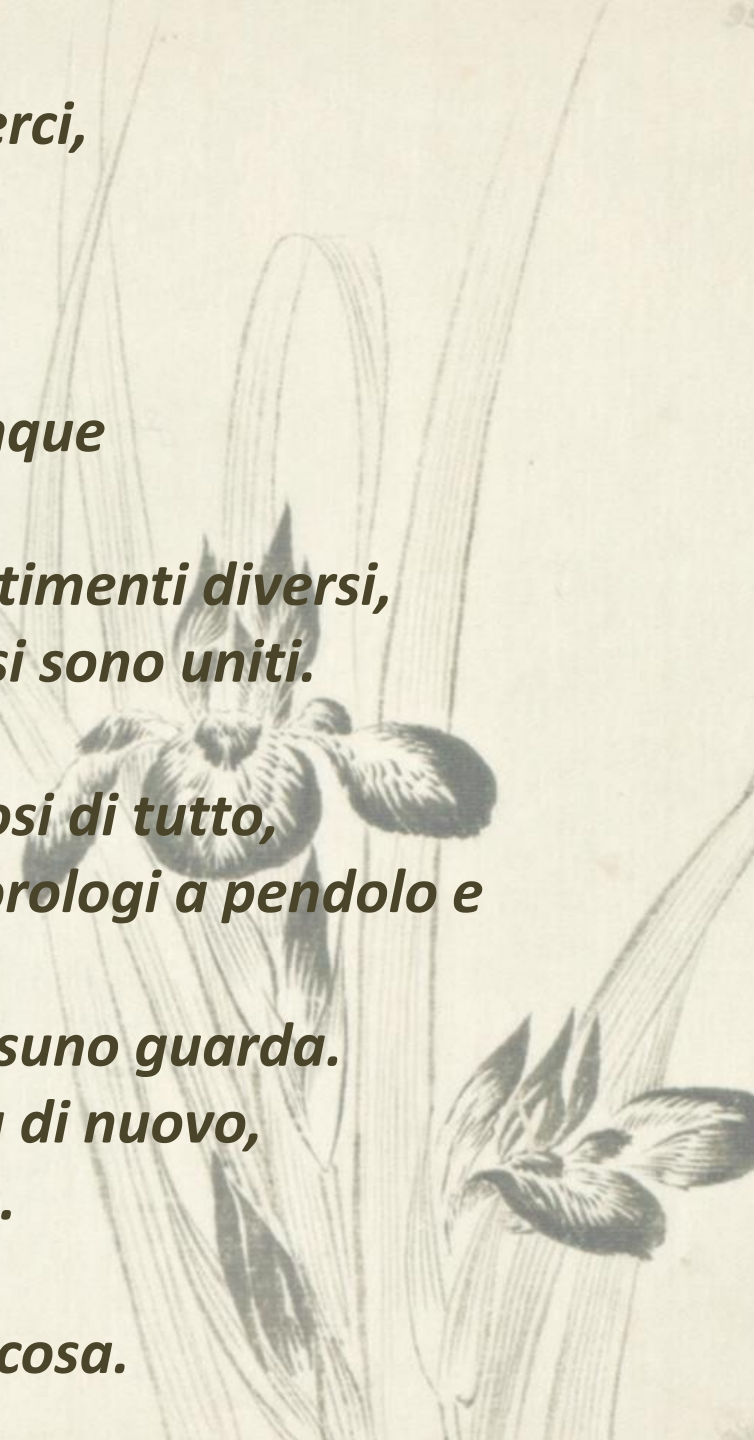 erci,
nque
timenti diversi,
si sono uniti.
osi di tutto,
orologi a pendolo e
suno guarda.
di nuovo,
.
cosa.